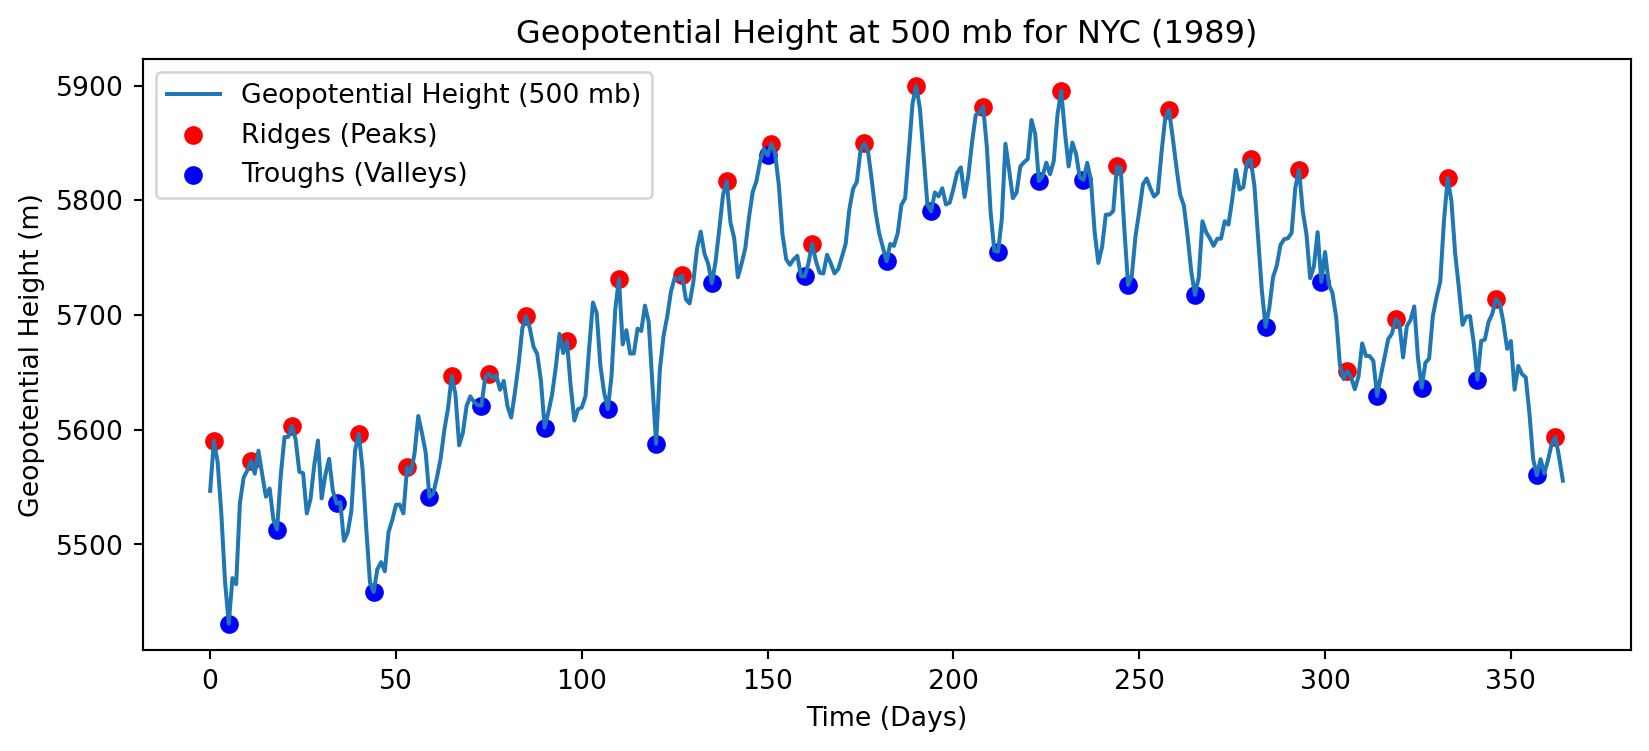 Geopotential Height at 500 mb for NYC (1989)
Geopotential Height (500 mb)
Ridges (Peaks)
Troughs (Valleys)
Geopotential Height (m)
5900
5800
5700
5600
5500
0 50 100 150 200 250 300 350
Time (Days)